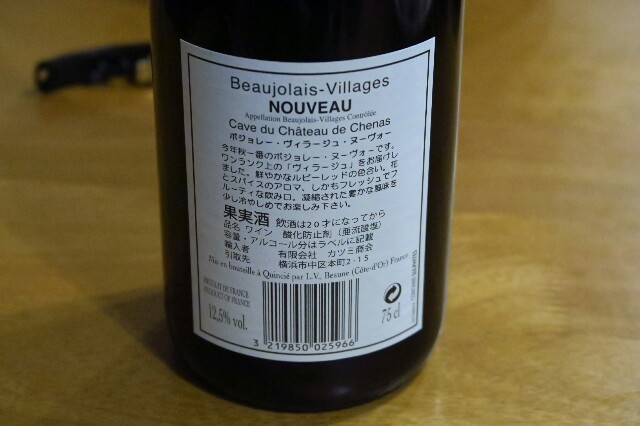 Beaujolais-Villages
NOUVEAU
Appellation Beaujolais-Villages Contrôlée
Cave du Château de Chenas
ボジョレー・ヴィラージュ・ヌーヴォー
今年秋一番のボジョレー・ヌーヴォーです。
ワンランク上の「ヴィラージュ」をお届けし
ました。鮮やかなルビーレッドの色合い。花
とスパイスのアロマ、しかもフレッシュでフ
ルーティな飲み口。凝縮された豊かな風味を
少し冷やしめでお楽しみ下さい。
果実酒 飲酒は20才になってから
品名 ワイン 酸化防止剤(亜流酸塩)
容量・アルコール分はラベルに記載
輸入者 有限会社 カツミ商会
引取先 横浜市中区本町2-15
Mis en bouteille à Quincié par L.V. Beaune (Côte-d'Or) France
PRODUIT DE FRANCE
PRODUCT OF FRANCE
12,5% vol.
75 cl
3 219850 025966